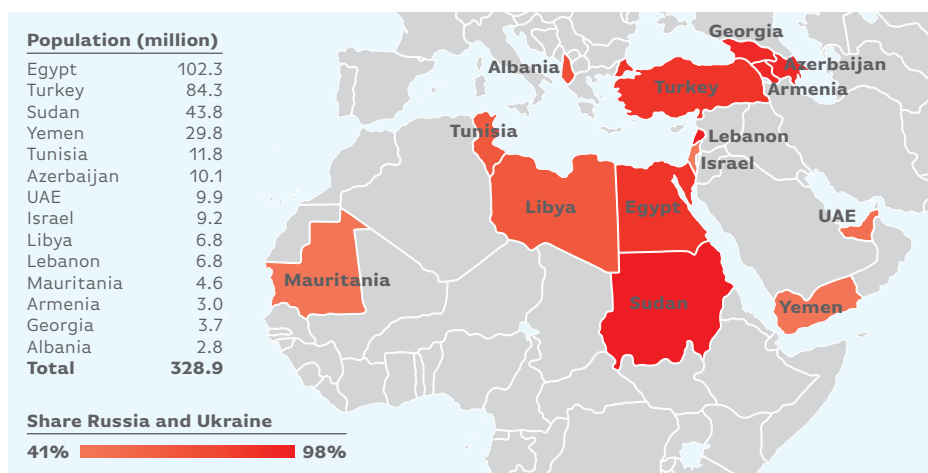 Population (million)
Egypt 102.3
Turkey 84.3
Sudan 43.8
Yemen 29.8
Tunisia 11.8
Azerbaijan 10.1
UAE 9.9
Israel 9.2
Libya 6.8
Lebanon 6.8
Mauritania 4.6
Armenia 3.0
Georgia 3.7
Albania 2.8
Total 328.9
Share Russia and Ukraine
41% 98%
Georgia
Albania
Azerbaijan
Turkey
Armenia
Tunisia
Lebanon
Israel
Libya
Egypt
UAE
Mauritania
Sudan
Yemen